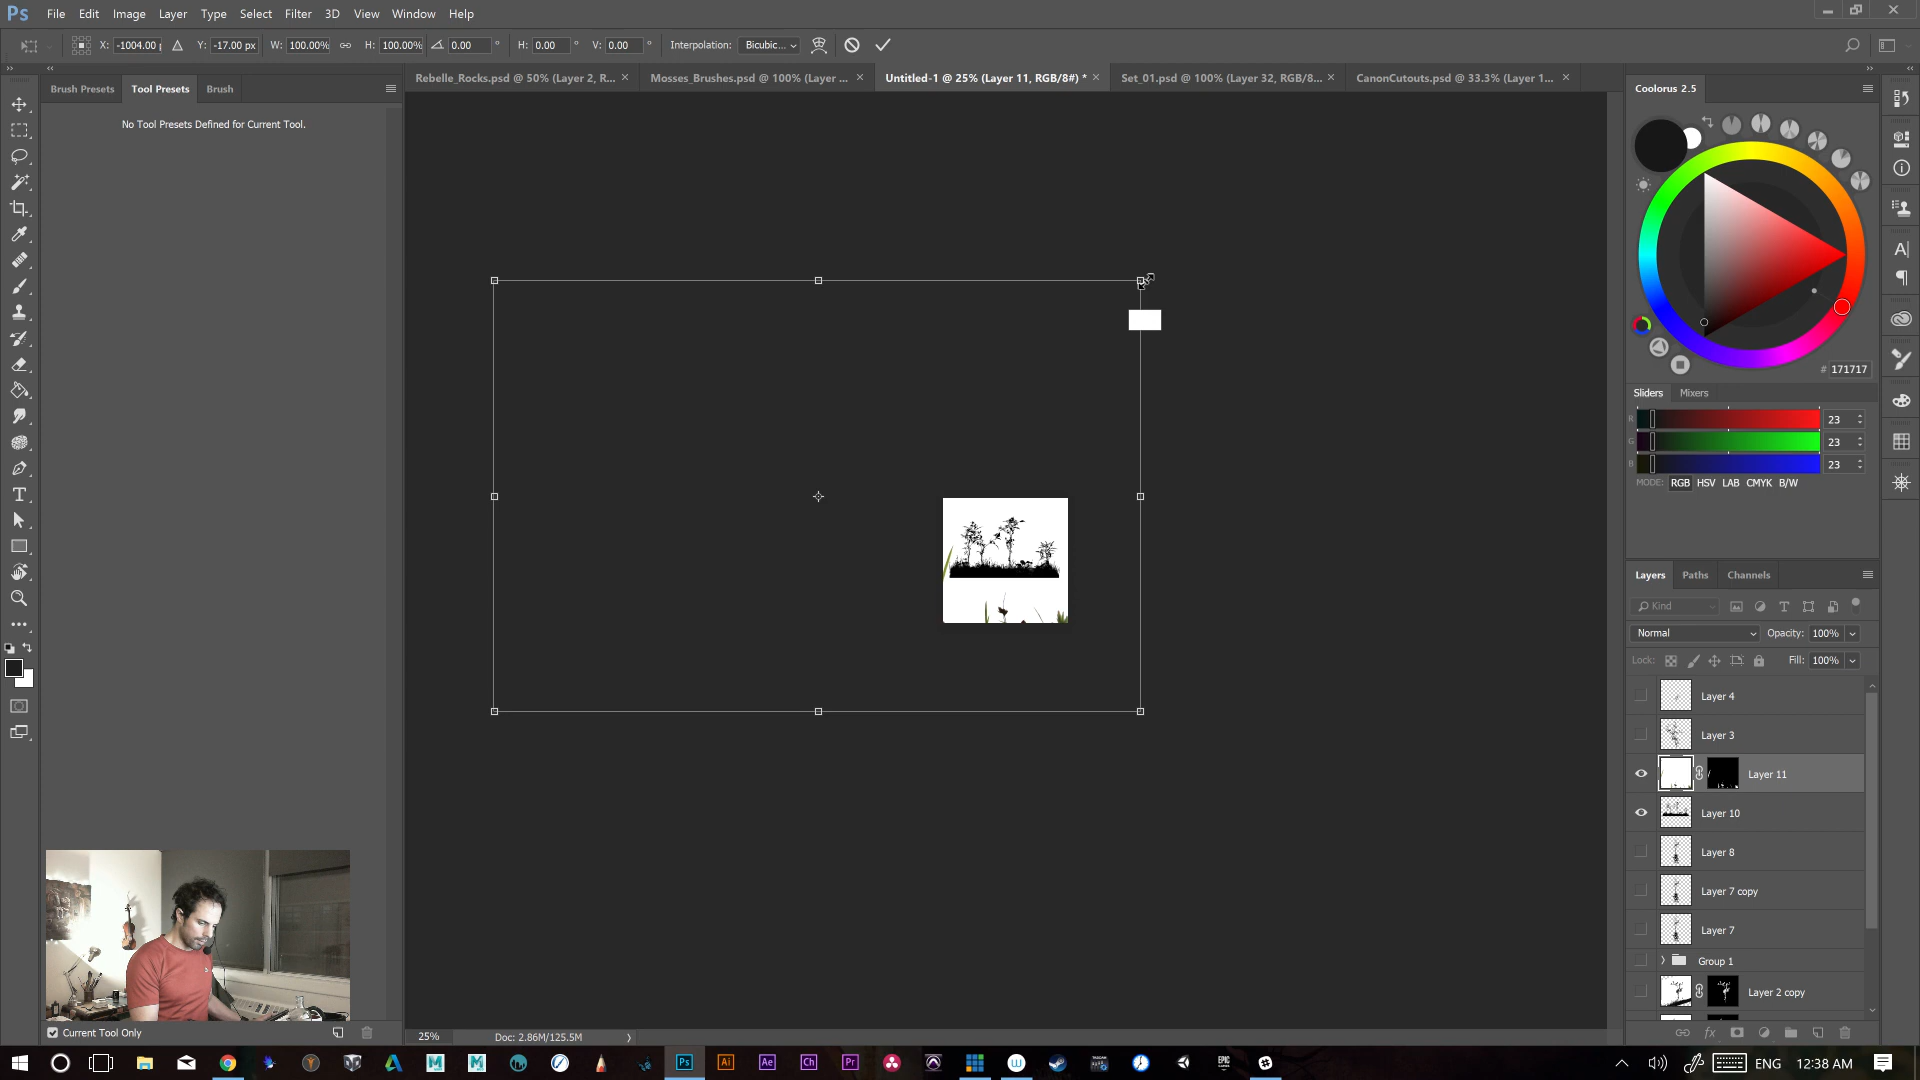 Ps File Edit Image Layer Type Select Filter 3D View Window Help
X: -1004.00 Y: -17.00 px W: 100.00% H: 100.00% 0.00 ° H: 0.00 ° V: 0.00 ° Interpolation: Bicubic...
Brush Presets Tool Presets Brush
Rebelle_Rocks.psd @ 50% (Layer 2, R... × Mosses_Brushes.psd @ 100% (Layer ... × Untitled-1 @ 25% (Layer 11, RGB/8#) * × Set_01.psd @ 100% (Layer 32, RGB/8... × CanonCutouts.psd @ 33.3% (Layer 1... ×
No Tool Presets Defined for Current Tool.
Coolorus 2.5
# 171717
Sliders Mixers
R 23
G 23
B 23
MODE: RGB HSV LAB CMYK B/W
Layers Paths Channels
Kind
Normal Opacity: 100%
Lock: Fill: 100%
Layer 4
Layer 3
Layer 11
Layer 10
Layer 8
Layer 7 copy
Layer 7
Group 1
Layer 2 copy
Current Tool Only
25% Doc: 2.86M/125.5M
Ps Ai Ae Ch Pr
ENG 12:38 AM